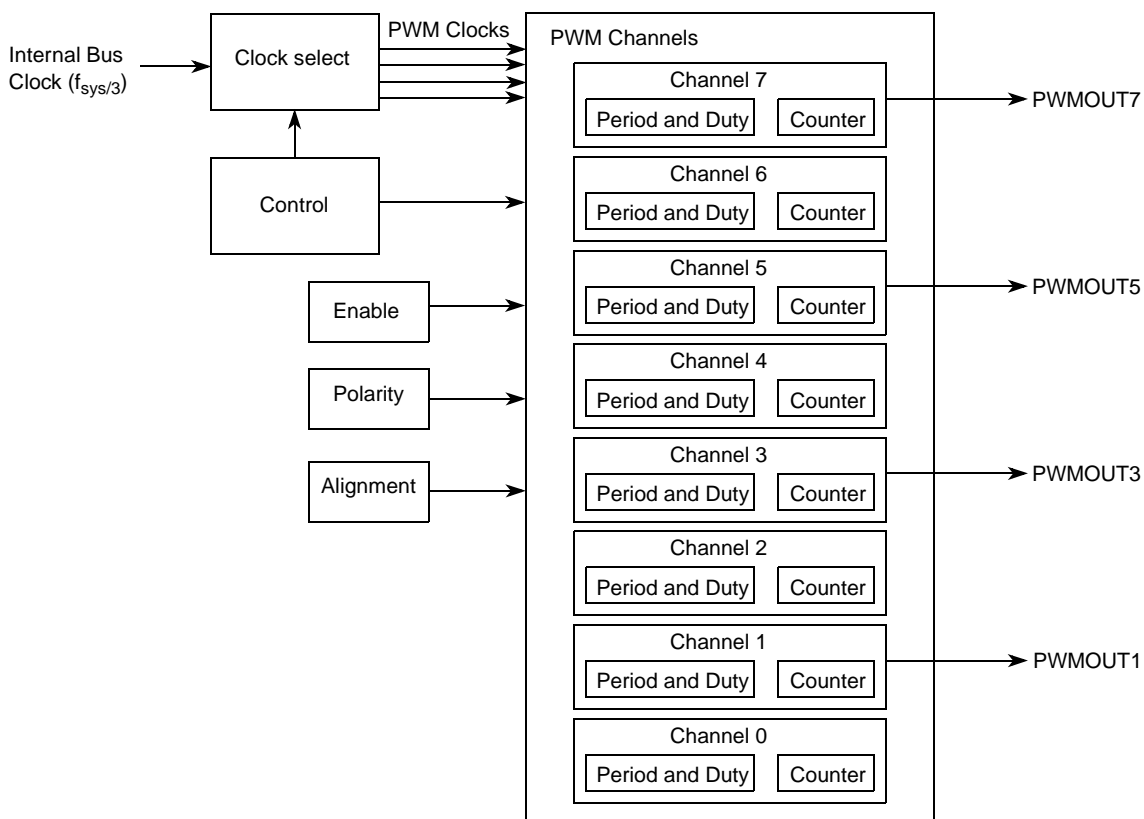 Internal Bus
Clock (fsys/3)
Clock select
PWM Clocks
Control
Enable
Polarity
Alignment
PWM Channels
Channel 7
Period and Duty
Counter
PWMOUT7
Channel 6
Period and Duty
Counter
Channel 5
Period and Duty
Counter
PWMOUT5
Channel 4
Period and Duty
Counter
Channel 3
Period and Duty
Counter
PWMOUT3
Channel 2
Period and Duty
Counter
Channel 1
Period and Duty
Counter
PWMOUT1
Channel 0
Period and Duty
Counter